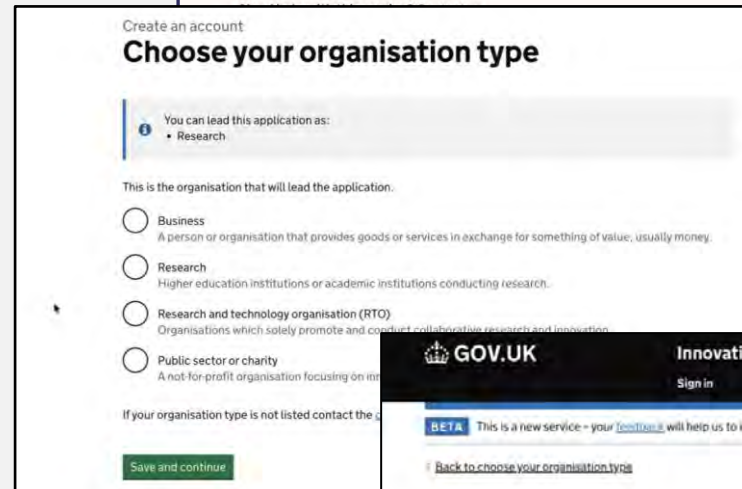 Create an account
Choose your organisation type
You can lead this application as:
• Research
This is the organisation that will lead the application.
Business
A person or organisation that provides goods or services in exchange for something of value, usually money.
Research
Higher education institutions or academic institutions conducting research.
Research and technology organisation (RTO)
Organisations which solely promote and conduct collaborative research and innovation.
Public sector or charity
A not-for-profit organisation focusing on
If your organisation type is not listed contact the
Save and continue
GOV.UK
Innovati
Sign in
BETA This is a new service – your feedback will help us to
Back to choose your organisation type